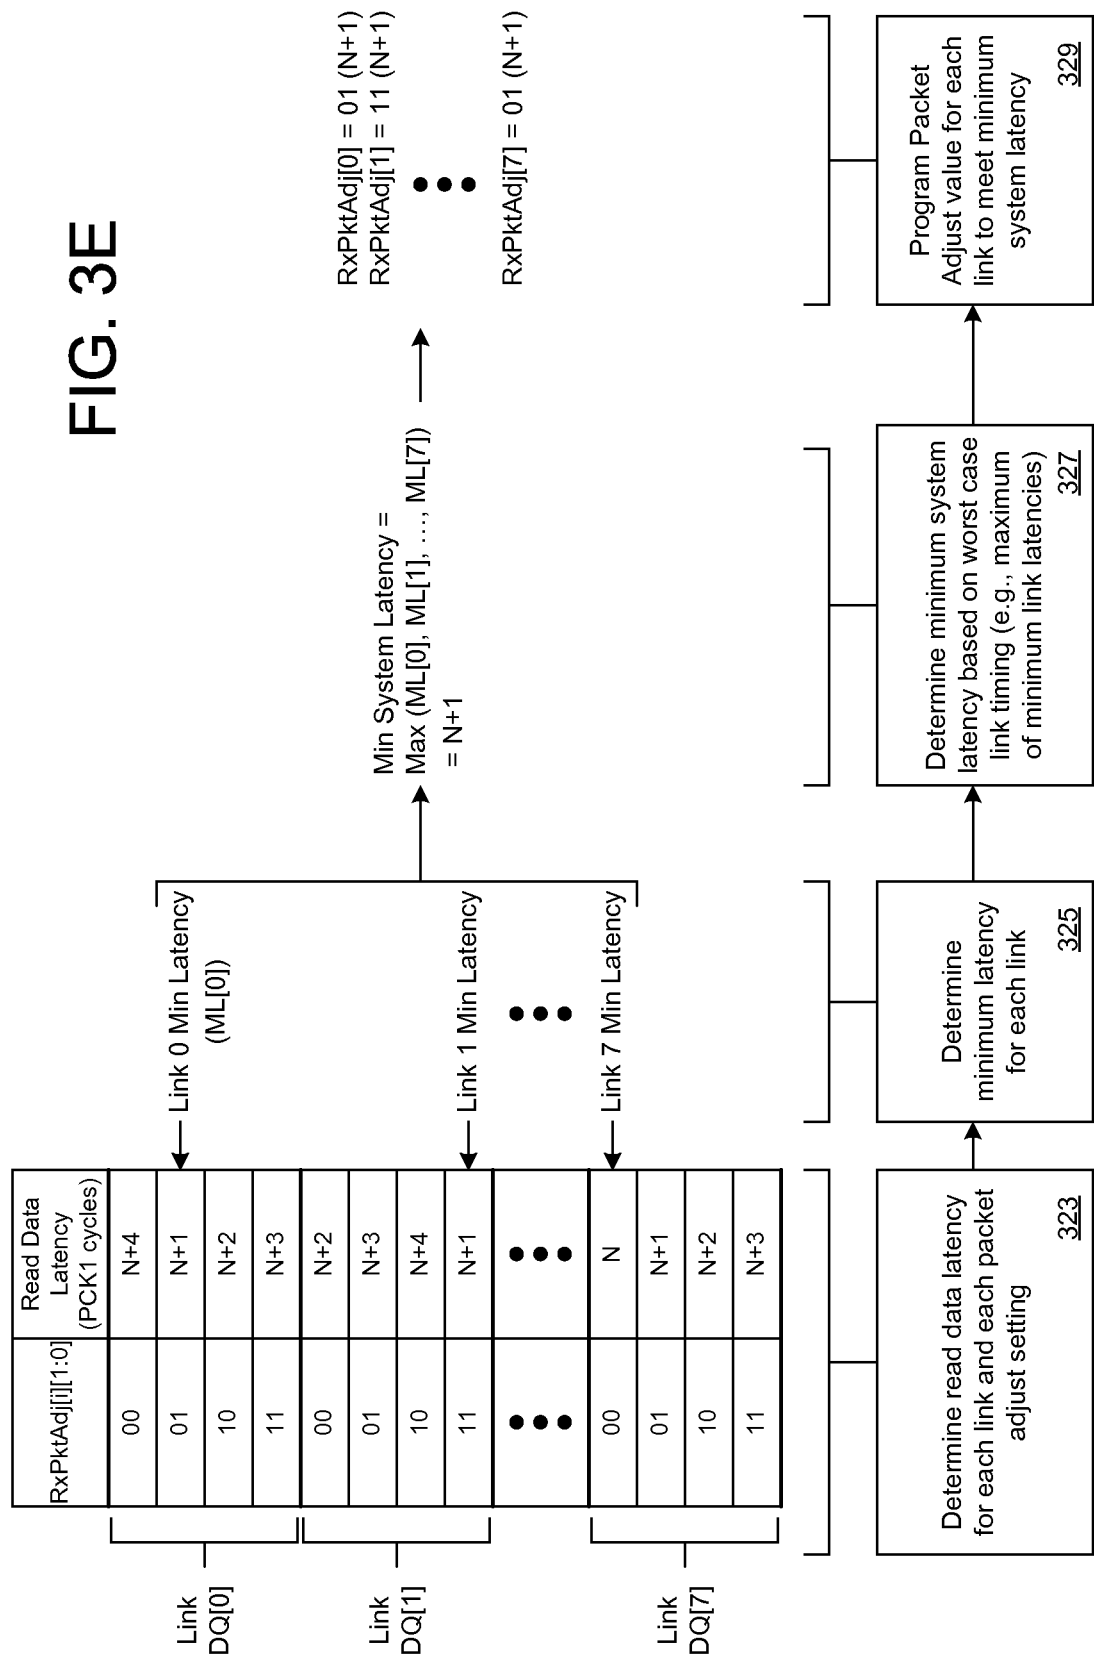 FIG. 3E
RxPktAdj[i][1:0]
Read Data
Latency
(PCK1 cycles)
Link
DQ[0]
00 N+4
01 N+1
10 N+2
11 N+3
Link
DQ[1]
00 N+2
01 N+3
10 N+4
11 N+1
Link
DQ[7]
00 N
01 N+1
10 N+2
11 N+3
Link 0 Min Latency
(ML[0])
Link 1 Min Latency
Link 7 Min Latency
Min System Latency =
Max (ML[0], ML[1], ..., ML[7])
= N+1
RxPktAdj[0] = 01 (N+1)
RxPktAdj[1] = 11 (N+1)
RxPktAdj[7] = 01 (N+1)
Determine read data latency
for each link and each packet
adjust setting
323
Determine
minimum latency
for each link
325
Determine minimum system
latency based on worst case
link timing (e.g., maximum
of minimum link latencies)
327
Program Packet
Adjust value for each
link to meet minimum
system latency
329